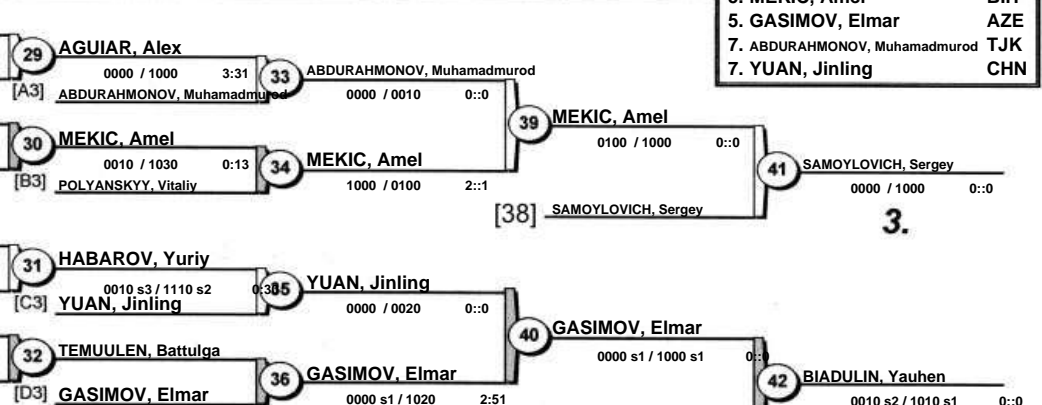 5. GASIMOV, Elmar AZE
7. ABDURAHMONOV, Muhamadmurod TJK
7. YUAN, Jinling CHN
29 AGUIAR, Alex
0000 / 1000 3:31
[A3] ABDURAHMONOV, Muhamadmurod
33 ABDURAHMONOV, Muhamadmurod
0000 / 0010 0::0
30 MEKIC, Amel
0010 / 1030 0:13
[B3] POLYANSKYY, Vitaliy
34 MEKIC, Amel
1000 / 0100 2::1
39 MEKIC, Amel
0100 / 1000 0::0
[38] SAMOYLOVICH, Sergey
41 SAMOYLOVICH, Sergey
0000 / 1000 0::0
3.
31 HABAROV, Yuriy
0010 s3 / 1110 s2
[C3] YUAN, Jinling
35 YUAN, Jinling
0000 / 0020 0::0
32 TEMUULEN, Battulga
[D3] GASIMOV, Elmar
36 GASIMOV, Elmar
0000 s1 / 1020 2:51
40 GASIMOV, Elmar
0000 s1 / 1000 s1 0::0
42 BIADULIN, Yauhen
0010 s2 / 1010 s1 0::0